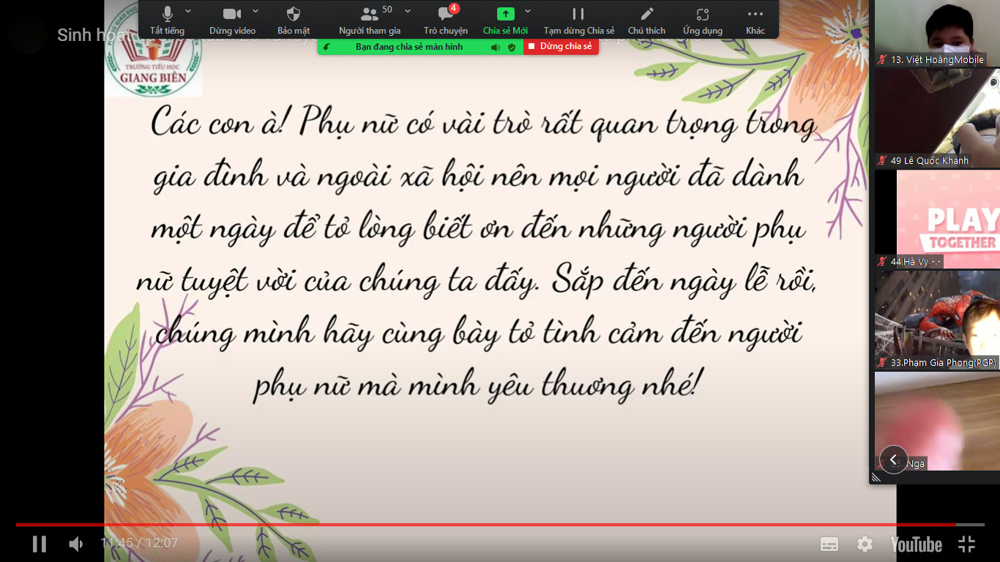 50
4
Tắt tiếng
Dừng video
Bảo mật
Người tham gia
Trò chuyện
Chia sẻ Mới
Tạm dừng Chia sẻ
Chú thích
Ứng dụng
Khác
Bạn đang chia sẻ màn hình
Dừng chia sẻ
Sinh hoạt
TRƯỜNG TIỂU HỌC
GIANG BIÊN
Các con à! Phụ nữ có vài trò rất quan trọng trong
gia đình và ngoài xã hội nên mọi người đã dành
một ngày để tỏ lòng biết ơn đến những người phụ
nữ tuyệt vời của chúng ta đấy. Sắp đến ngày lễ rồi,
chúng mình hãy cùng bày tỏ tình cảm đến người
phụ nữ mà mình yêu thương nhé!
13. Việt HoàngMobile
49 Lê Quốc Khánh
PLAY
TOGETHER
44.Hà Vy -.-
33.Phạm Gia Phong(PGP)
Nga
11:45 / 12:07
YouTube